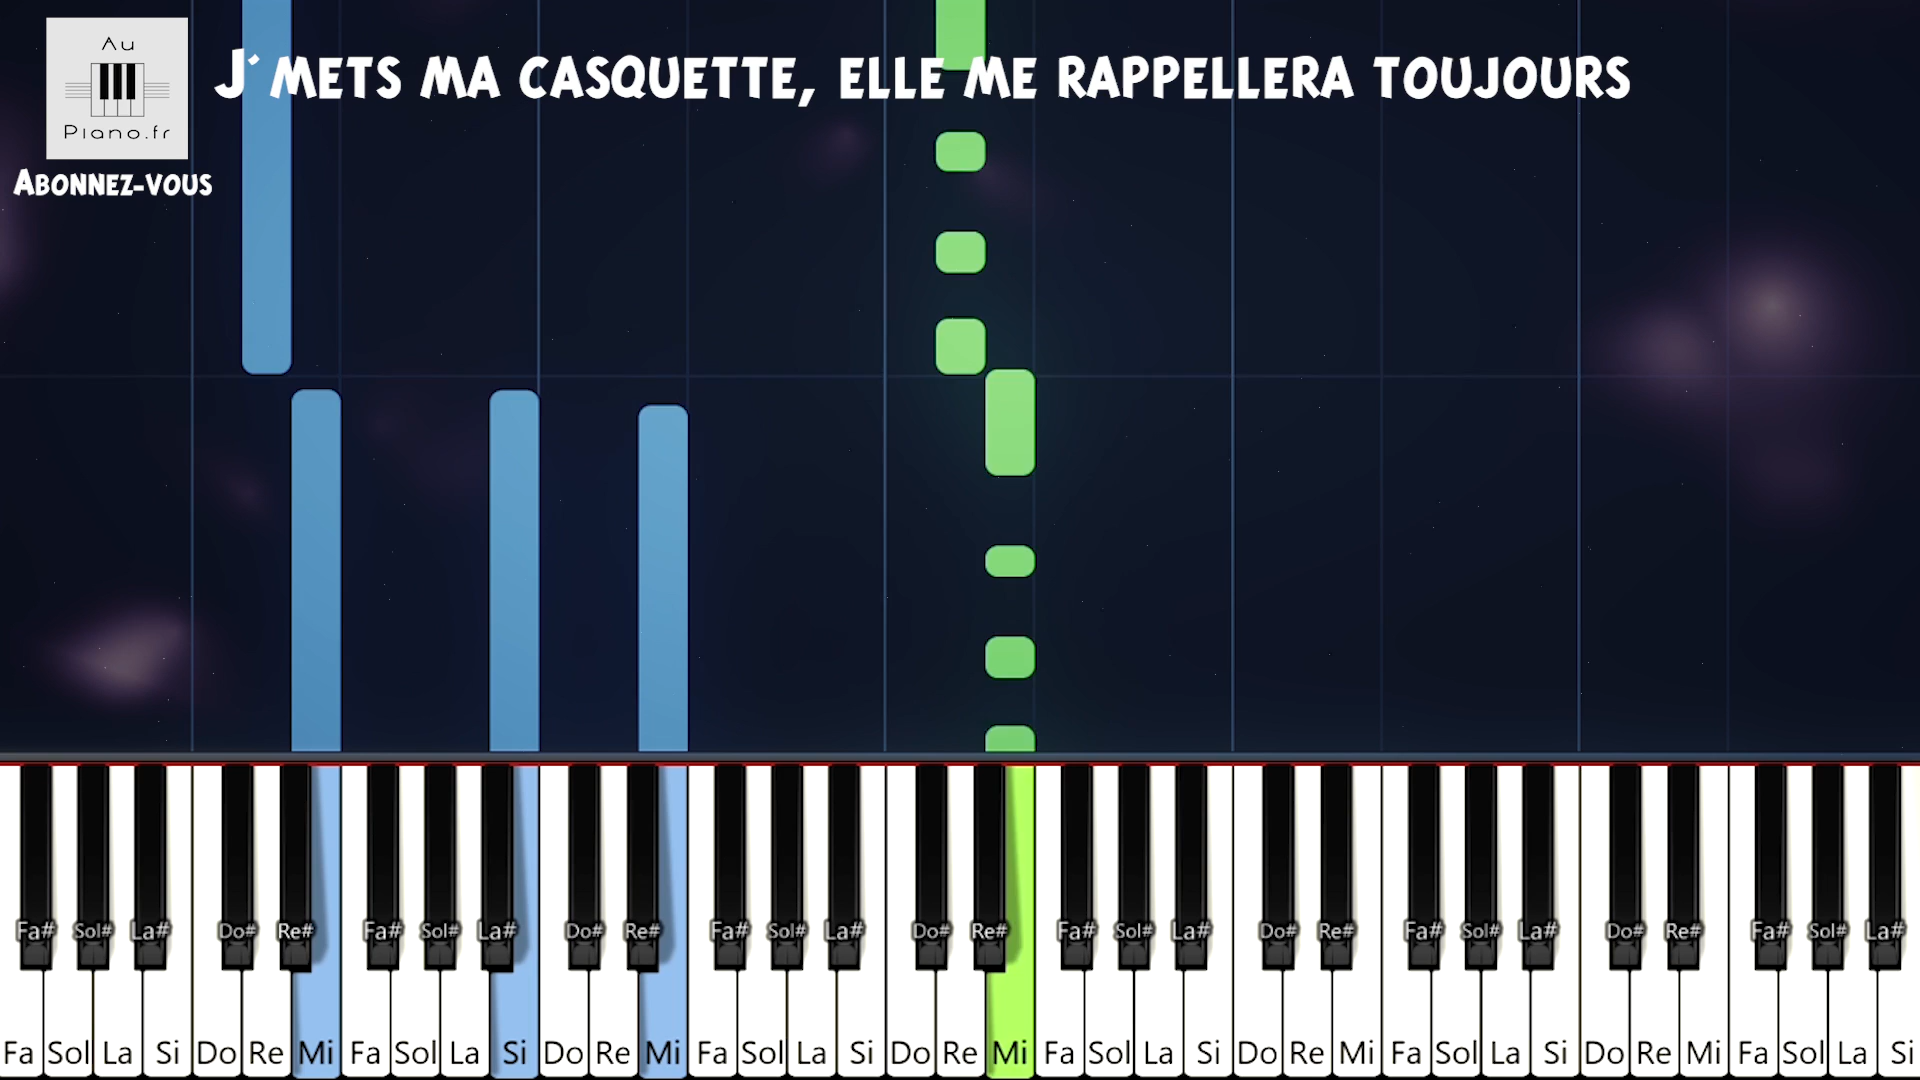 Au
Piano.fr
J'mets ma casquette, elle me rappellera toujours
Abonnez-vous
Fa# Sol# La# Do# Re# Fa# Sol# La# Do# Re# Fa# Sol# La# Do# Re# Fa# Sol# La# Do# Re# Fa# Sol# La# Do# Re# Fa# Sol# La#
Fa Sol La Si Do Re Mi Fa Sol La Si Do Re Mi Fa Sol La Si Do Re Mi Fa Sol La Si Do Re Mi Fa Sol La Si Do Re Mi Fa Sol La Si